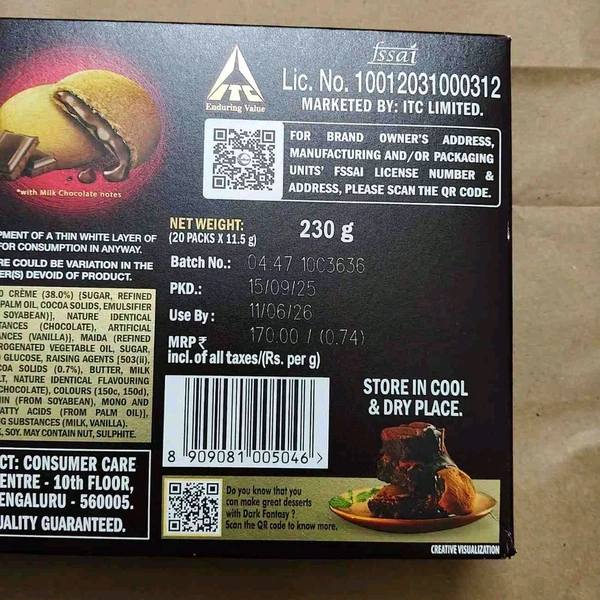 *with Milk Chocolate notes
PMENT OF A THIN WHITE LAYER OF
FOR CONSUMPTION IN ANYWAY.
RE COULD BE VARIATION IN THE
ER(S) DEVOID OF PRODUCT.
O CRÈME (38.0%) {SUGAR, REFINED
PALM OIL, COCOA SOLIDS, EMULSIFIER
SOYABEAN)], NATURE IDENTICAL
TANCES (CHOCOLATE), ARTIFICIAL
ANCES (VANILLA)}, MAIDA (REFINED
ROGENATED VEGETABLE OIL, SUGAR,
GLUCOSE, RAISING AGENTS [503(ii),
OA SOLIDS (0.7%), BUTTER, MILK
LT, NATURE IDENTICAL FLAVOURING
CHOCOLATE), COLOURS (150c, 150d),
IN (FROM SOYABEAN), MONO AND
ATTY ACIDS (FROM PALM OIL)],
G SUBSTANCES (MILK, VANILLA).
, SOY. MAY CONTAIN NUT, SULPHITE.
CT: CONSUMER CARE
ENTRE - 10th FLOOR,
ENGALURU - 560005.
UALITY GUARANTEED.
ITC
Enduring Value
fssai
Lic. No. 10012031000312
MARKETED BY: ITC LIMITED.
FOR BRAND OWNER'S ADDRESS,
MANUFACTURING AND/OR PACKAGING
UNITS' FSSAI LICENSE NUMBER &
ADDRESS, PLEASE SCAN THE QR CODE.
NET WEIGHT: 230 g
(20 PACKS X 11.5 g)
Batch No.: 04:47 10C3636
PKD.: 15/09/25
Use By: 11/06/26
MRP ₹ 170.00 / (0.74)
incl. of all taxes/(Rs. per g)
8 909081 005046 >
STORE IN COOL
& DRY PLACE.
Do you know that you
can make great desserts
with Dark Fantasy ?
Scan the QR code to know more.
CREATIVE VISUALIZATION